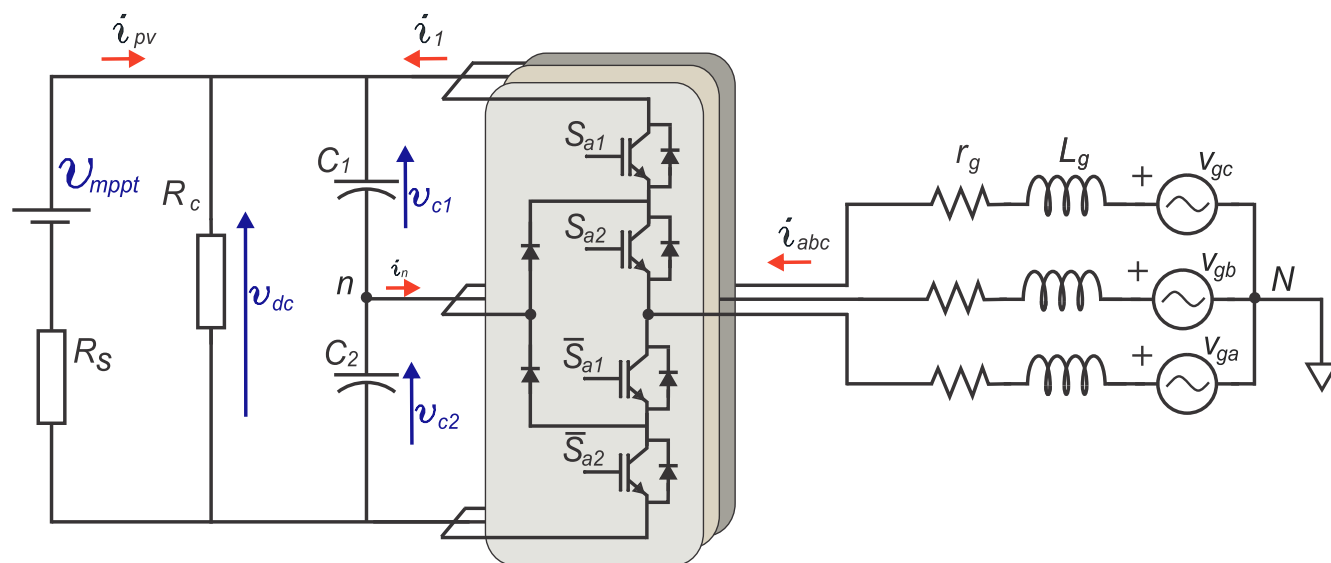 i_pv
i_1
S_a1
C_1
v_mppt
R_c
v_c1
r_g
L_g
+
v_gc
S_a2
i_abc
i_n
n
v_dc
+
v_gb
N
C_2
R_S
S̅_a1
+
v_ga
v_c2
S̅_a2